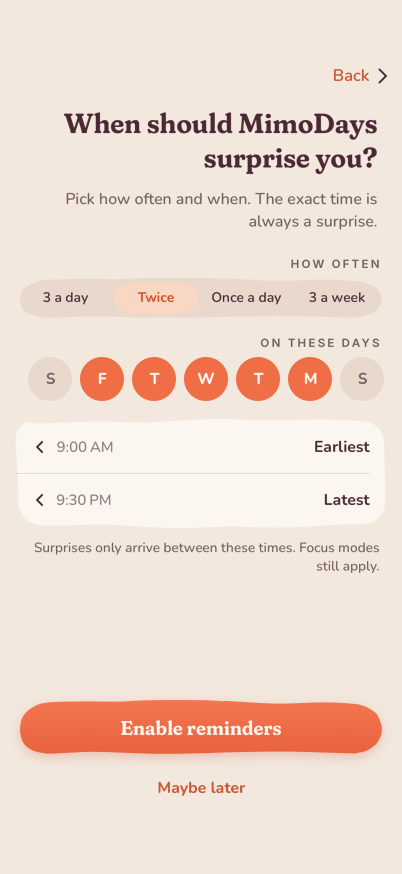 Back
When should MimoDays
surprise you?
Pick how often and when. The exact time is
always a surprise.
HOW OFTEN
3 a day Twice Once a day 3 a week
ON THESE DAYS
S F T W T M S
9:00 AM Earliest
9:30 PM Latest
Surprises only arrive between these times. Focus modes
still apply.
Enable reminders
Maybe later